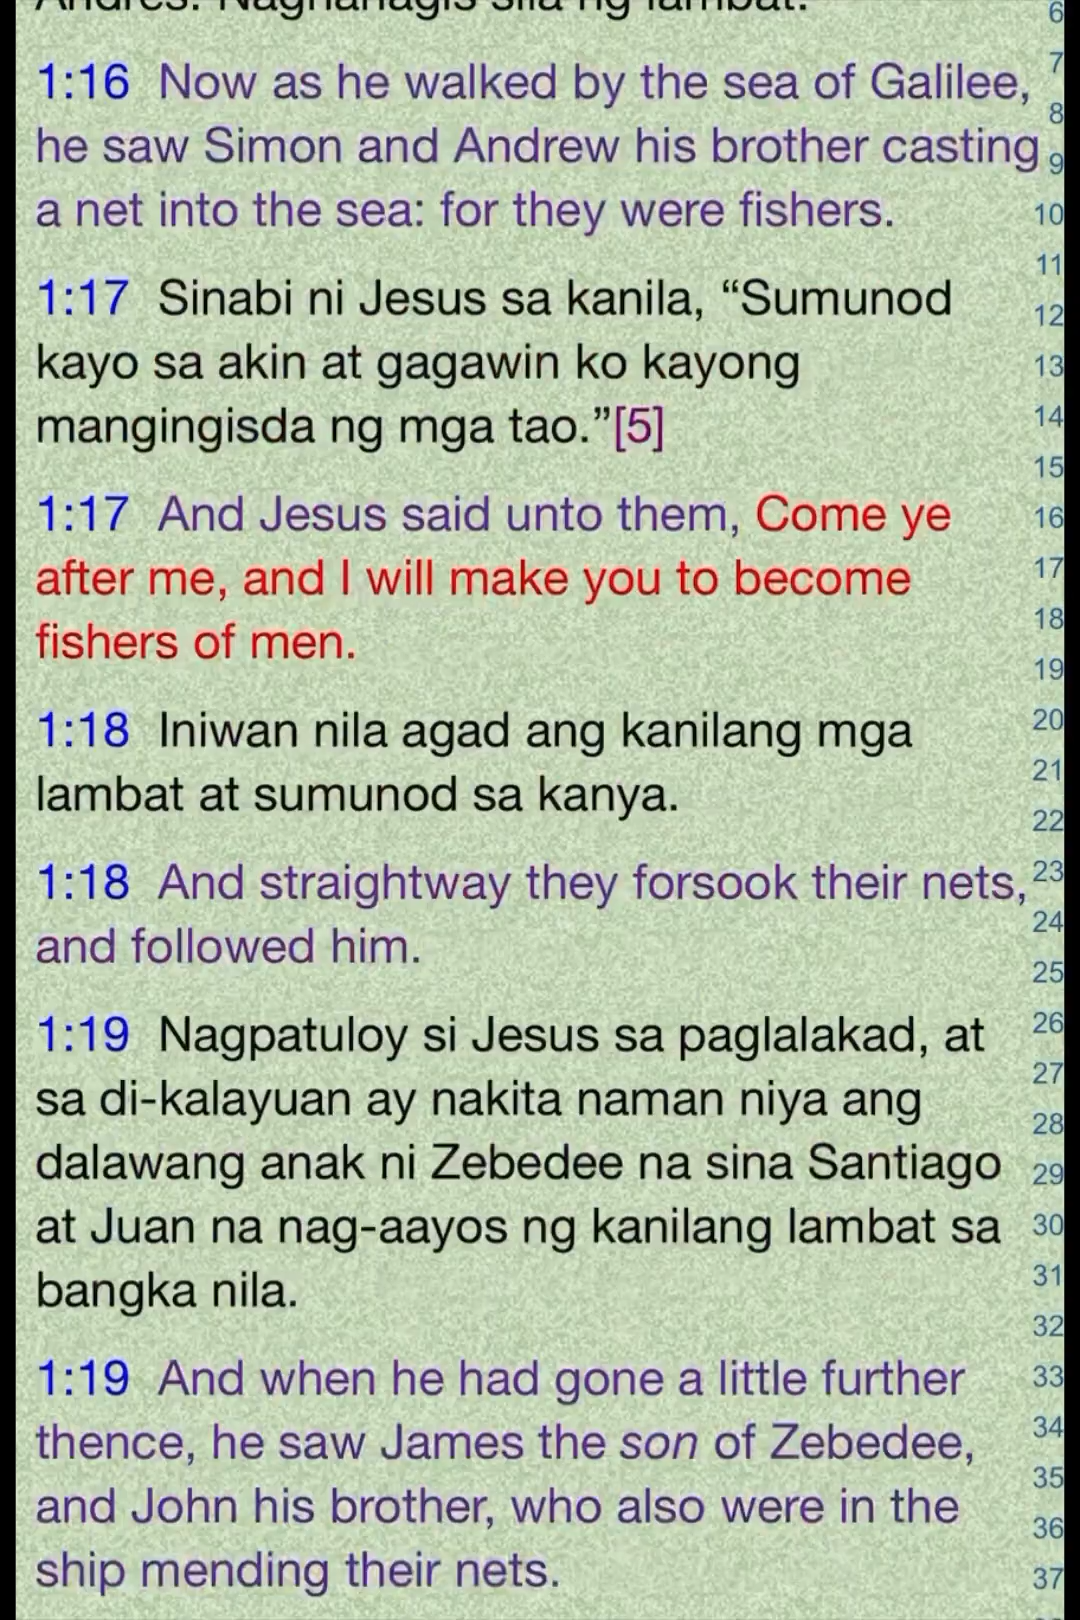 Andres. Naghahagis sila ng lambat.
1:16 Now as he walked by the sea of Galilee,
he saw Simon and Andrew his brother casting
a net into the sea: for they were fishers.
1:17 Sinabi ni Jesus sa kanila, “Sumunod
kayo sa akin at gagawin ko kayong
mangingisda ng mga tao.”[5]
1:17 And Jesus said unto them, Come ye
after me, and I will make you to become
fishers of men.
1:18 Iniwan nila agad ang kanilang mga
lambat at sumunod sa kanya.
1:18 And straightway they forsook their nets,
and followed him.
1:19 Nagpatuloy si Jesus sa paglalakad, at
sa di-kalayuan ay nakita naman niya ang
dalawang anak ni Zebedee na sina Santiago
at Juan na nag-aayos ng kanilang lambat sa
bangka nila.
1:19 And when he had gone a little further
thence, he saw James the son of Zebedee,
and John his brother, who also were in the
ship mending their nets.
6
7
8
9
10
11
12
13
14
15
16
17
18
19
20
21
22
23
24
25
26
27
28
29
30
31
32
33
34
35
36
37